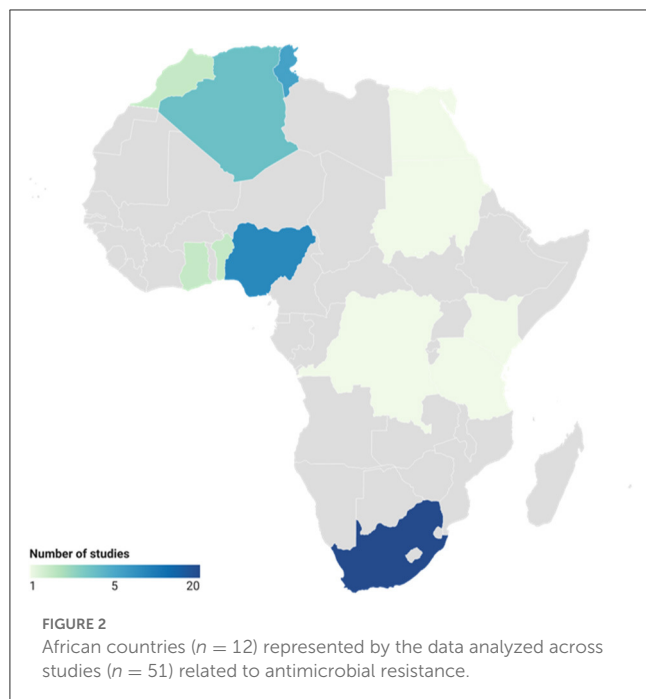 Number of studies
1 5 20
FIGURE 2
African countries (n = 12) represented by the data analyzed across
studies (n = 51) related to antimicrobial resistance.